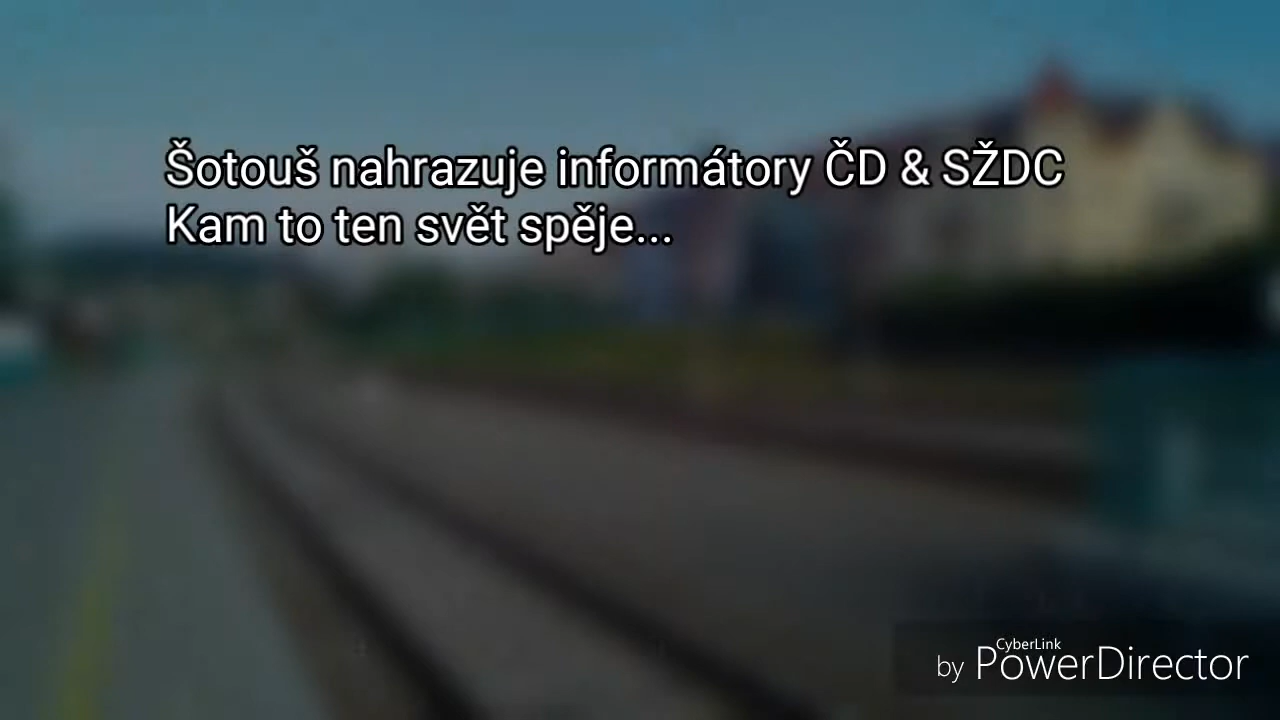 Šotouš nahrazuje informátory ČD & SŽDC
Kam to ten svět spěje...
CyberLink
by PowerDirector